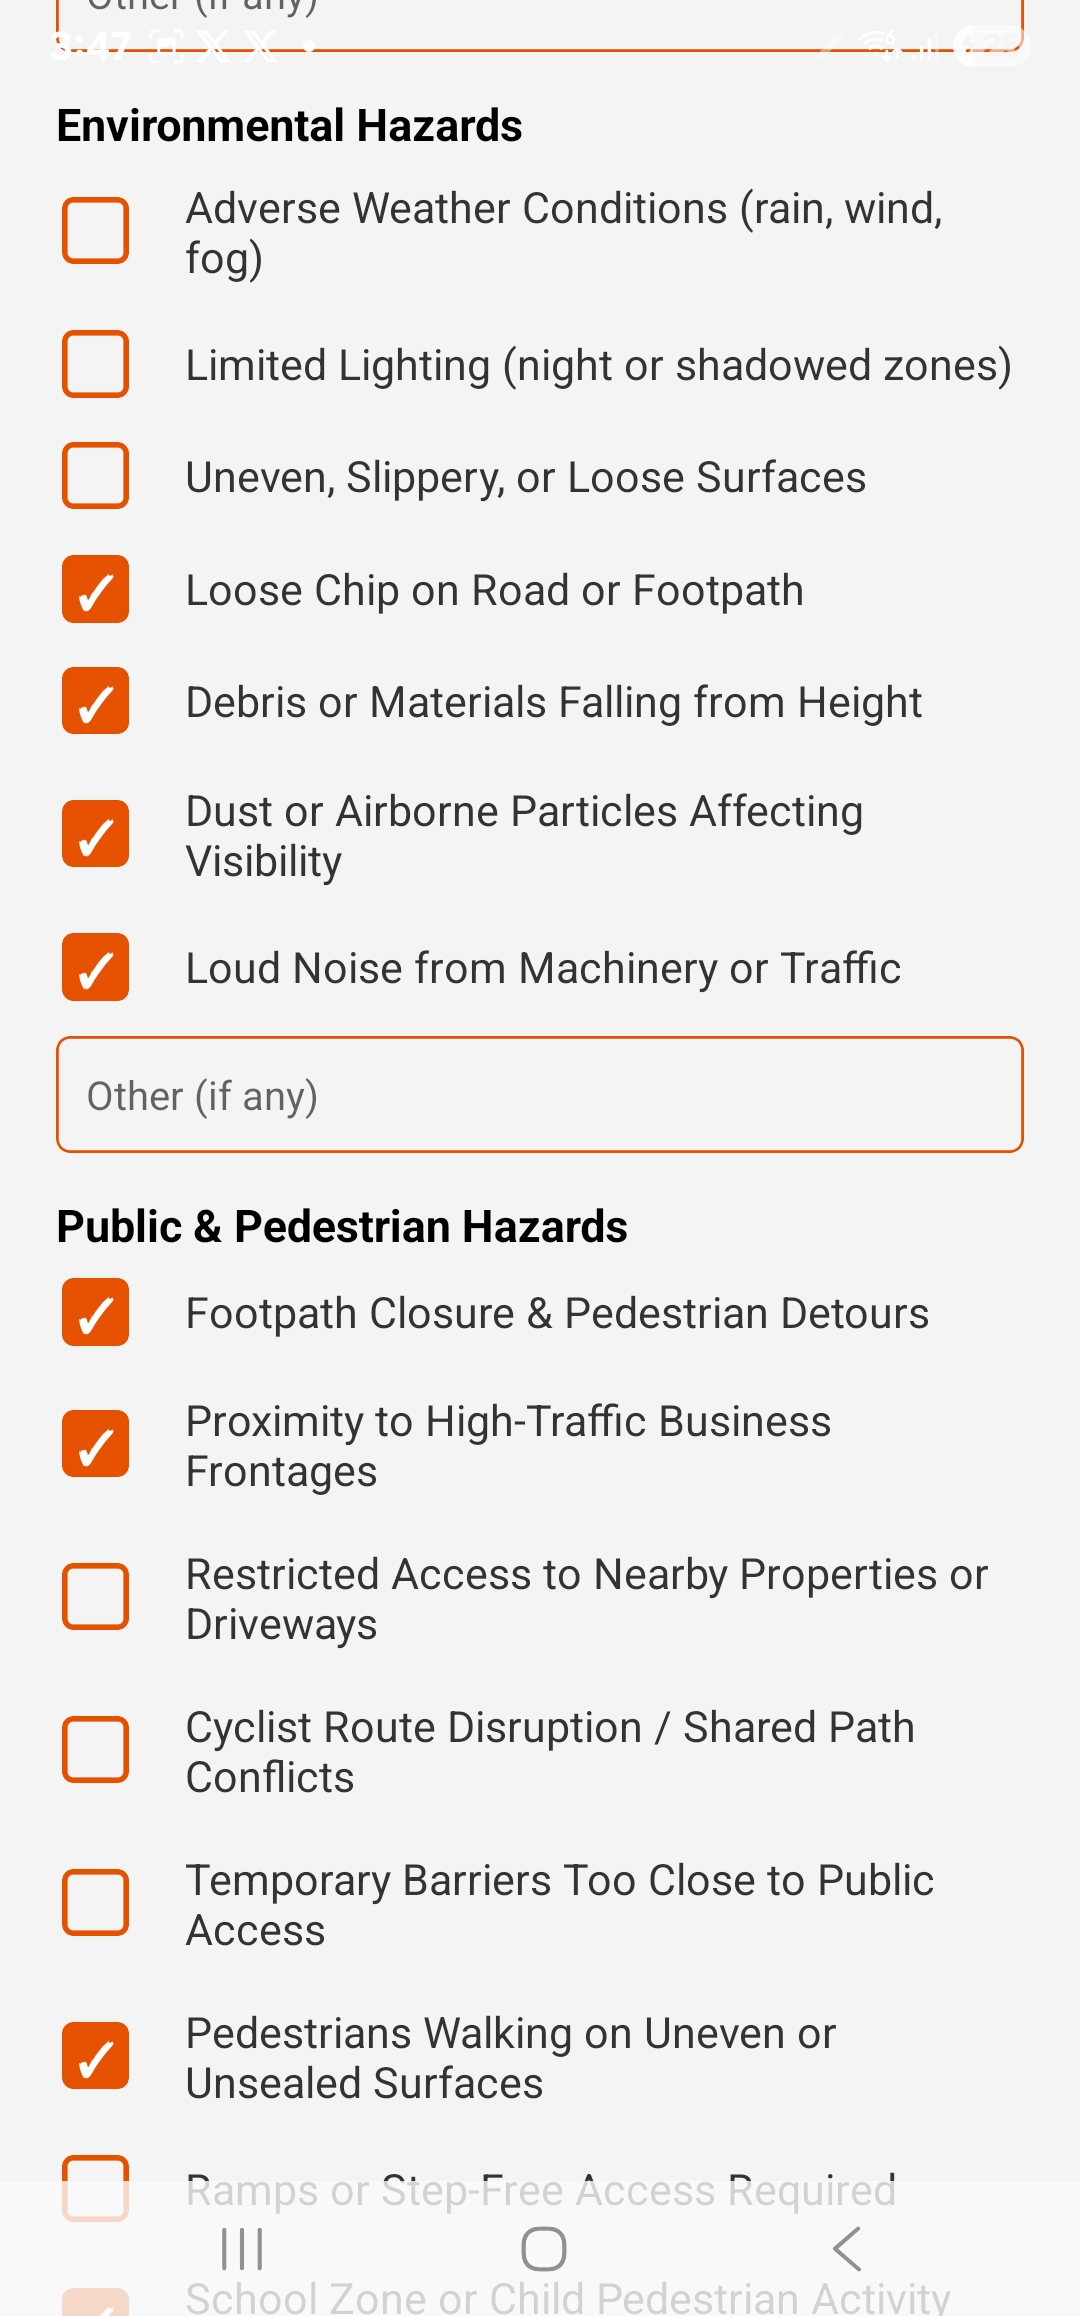 Other (if any)
3:47
25
Environmental Hazards
Adverse Weather Conditions (rain, wind,
fog)
Limited Lighting (night or shadowed zones)
Uneven, Slippery, or Loose Surfaces
Loose Chip on Road or Footpath
Debris or Materials Falling from Height
Dust or Airborne Particles Affecting
Visibility
Loud Noise from Machinery or Traffic
Other (if any)
Public & Pedestrian Hazards
Footpath Closure & Pedestrian Detours
Proximity to High-Traffic Business
Frontages
Restricted Access to Nearby Properties or
Driveways
Cyclist Route Disruption / Shared Path
Conflicts
Temporary Barriers Too Close to Public
Access
Pedestrians Walking on Uneven or
Unsealed Surfaces
Ramps or Step-Free Access Required
School Zone or Child Pedestrian Activity